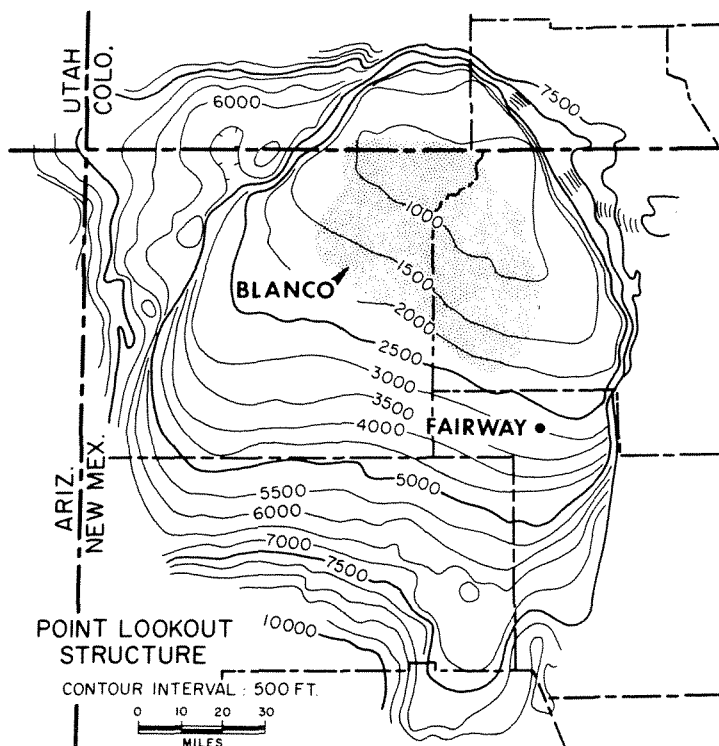 UTAH
COLO.
6000
7500
1000
1500
BLANCO
2000
2500
3000
3500
FAIRWAY
4000
ARIZ.
NEW MEX.
5000
5500
6000
7000
7500
10000
POINT LOOKOUT
STRUCTURE
CONTOUR INTERVAL : 500 FT.
0 10 20 30
MILES